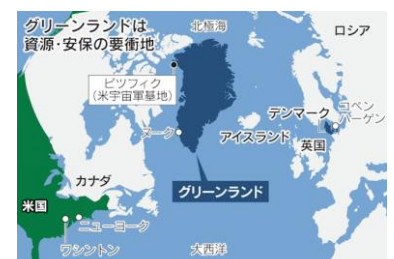 グリーンランドは
資源・安保の要衝地
北極海
ロシア
ピツフィク
(米宇宙軍基地)
デンマーク
コペン
ハーゲン
ヌーク
アイスランド
英国
カナダ
グリーンランド
米国
ニューヨーク
ワシントン
大西洋